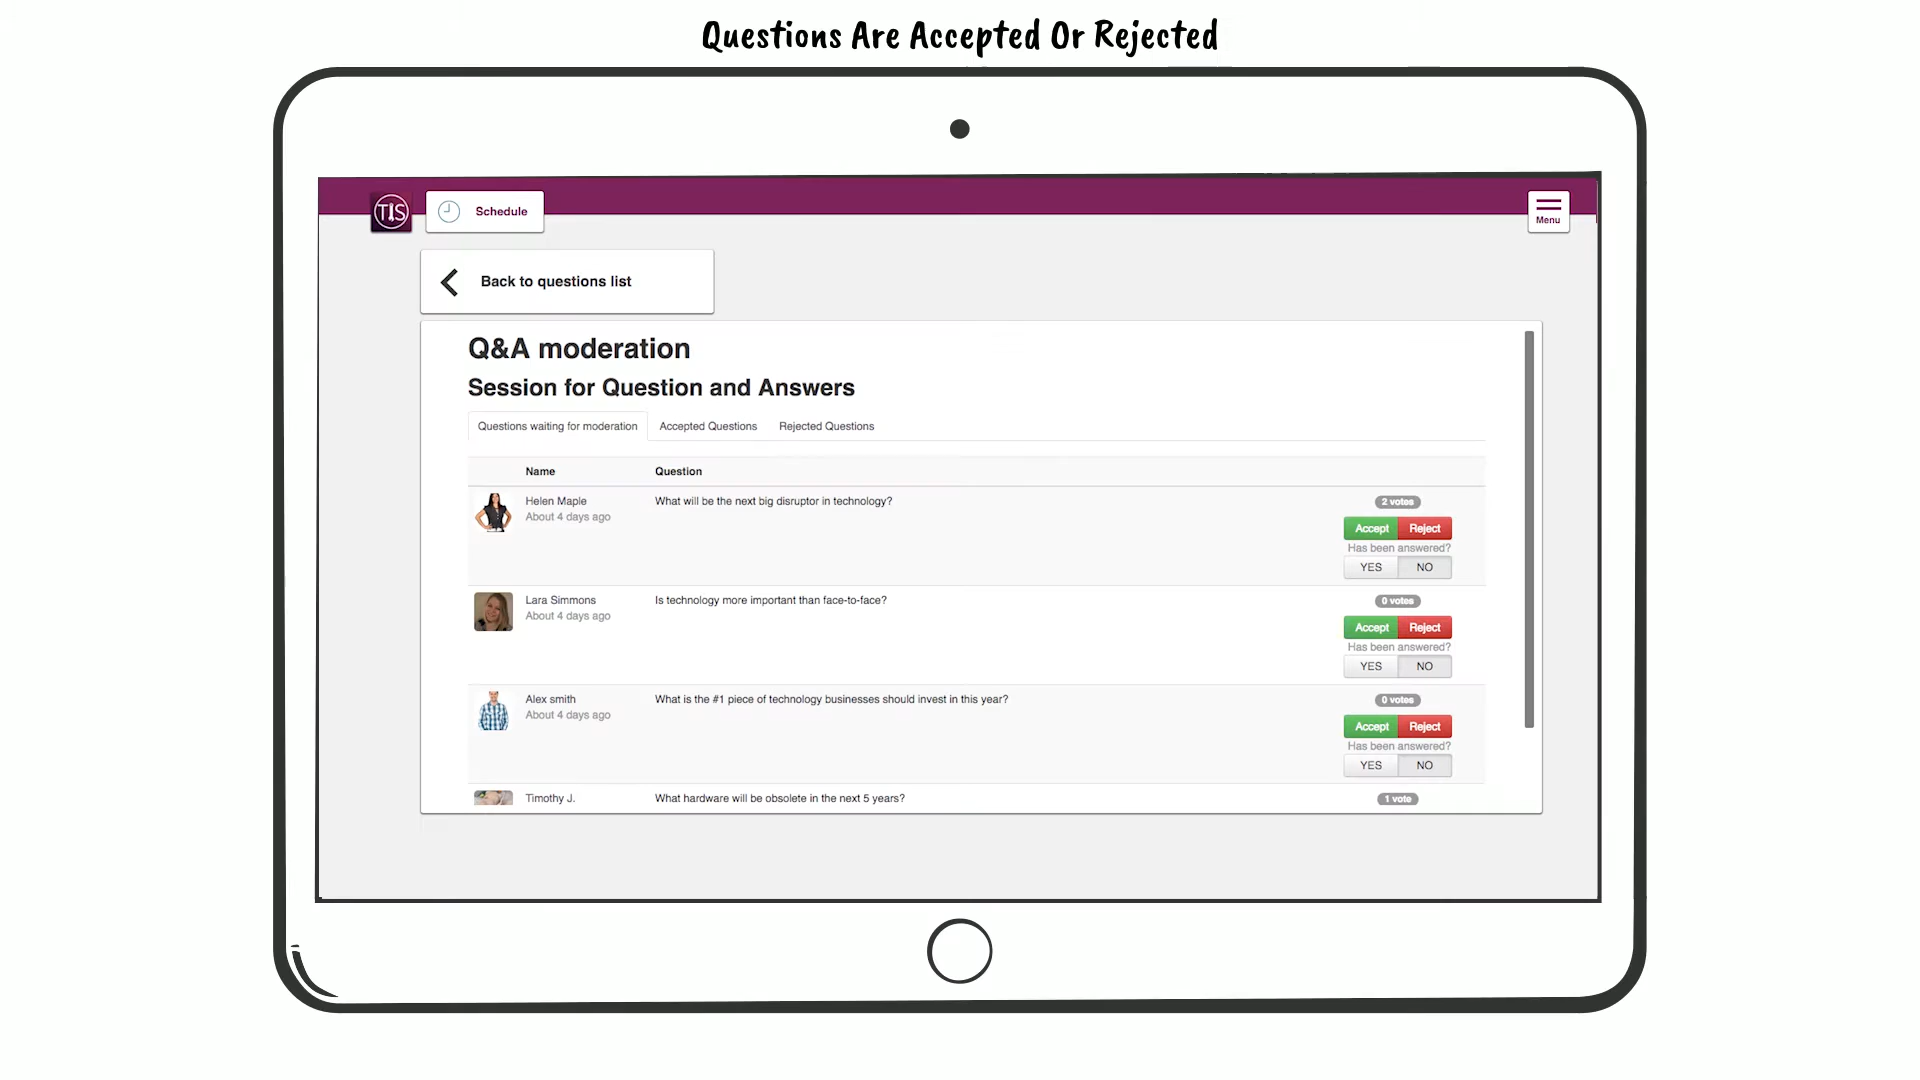 Questions Are Accepted Or Rejected
TIS
Schedule
Menu
Back to questions list
Q&A moderation
Session for Question and Answers
Questions waiting for moderation Accepted Questions Rejected Questions
Name Question
Helen Maple What will be the next big disruptor in technology? 2 votes
About 4 days ago
Accept Reject
Has been answered?
YES NO
Lara Simmons Is technology more important than face-to-face? 0 votes
About 4 days ago
Accept Reject
Has been answered?
YES NO
Alex smith What is the #1 piece of technology businesses should invest in this year? 0 votes
About 4 days ago
Accept Reject
Has been answered?
YES NO
Timothy J. What hardware will be obsolete in the next 5 years? 1 vote